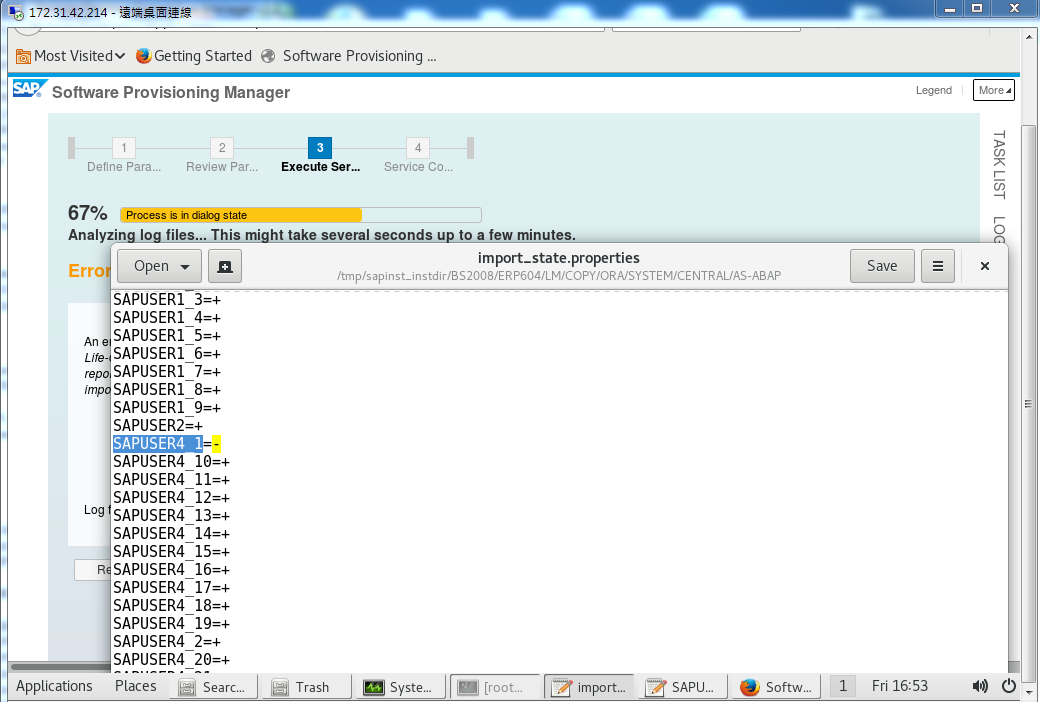 172.31.42.214 - 遠端桌面連線
Most Visited
Getting Started
Software Provisioning ...
SAP
Software Provisioning Manager
Legend
More
1
2
3
4
Define Para...
Review Par...
Execute Ser...
Service Co...
TASK LIST
LOG
67%
Process is in dialog state
Analyzing log files... This might take several seconds up to a few minutes.
Error
An er
Life-
repo
impo
Log f
Re
Open
import_state.properties
/tmp/sapinst_instdir/BS2008/ERP604/LM/COPY/ORA/SYSTEM/CENTRAL/AS-ABAP
Save
SAPUSER1_3=+
SAPUSER1_4=+
SAPUSER1_5=+
SAPUSER1_6=+
SAPUSER1_7=+
SAPUSER1_8=+
SAPUSER1_9=+
SAPUSER2=+
SAPUSER4_1=-
SAPUSER4_10=+
SAPUSER4_11=+
SAPUSER4_12=+
SAPUSER4_13=+
SAPUSER4_14=+
SAPUSER4_15=+
SAPUSER4_16=+
SAPUSER4_17=+
SAPUSER4_18=+
SAPUSER4_19=+
SAPUSER4_2=+
SAPUSER4_20=+
Applications
Places
Searc...
Trash
Syste...
[root...
import...
SAPU...
Softw...
1
Fri 16:53